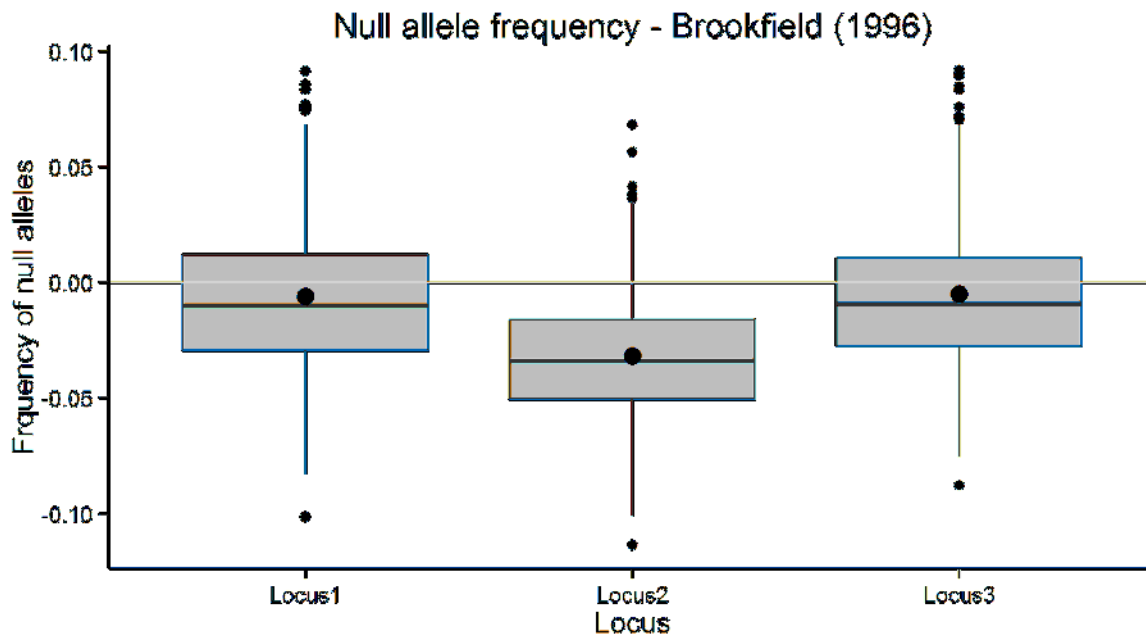 Null allele frequency - Brookfield (1996)
Frquency of null alleles
0.10
0.05
0.00
-0.05
-0.10
Locus1
Locus2
Locus3
Locus